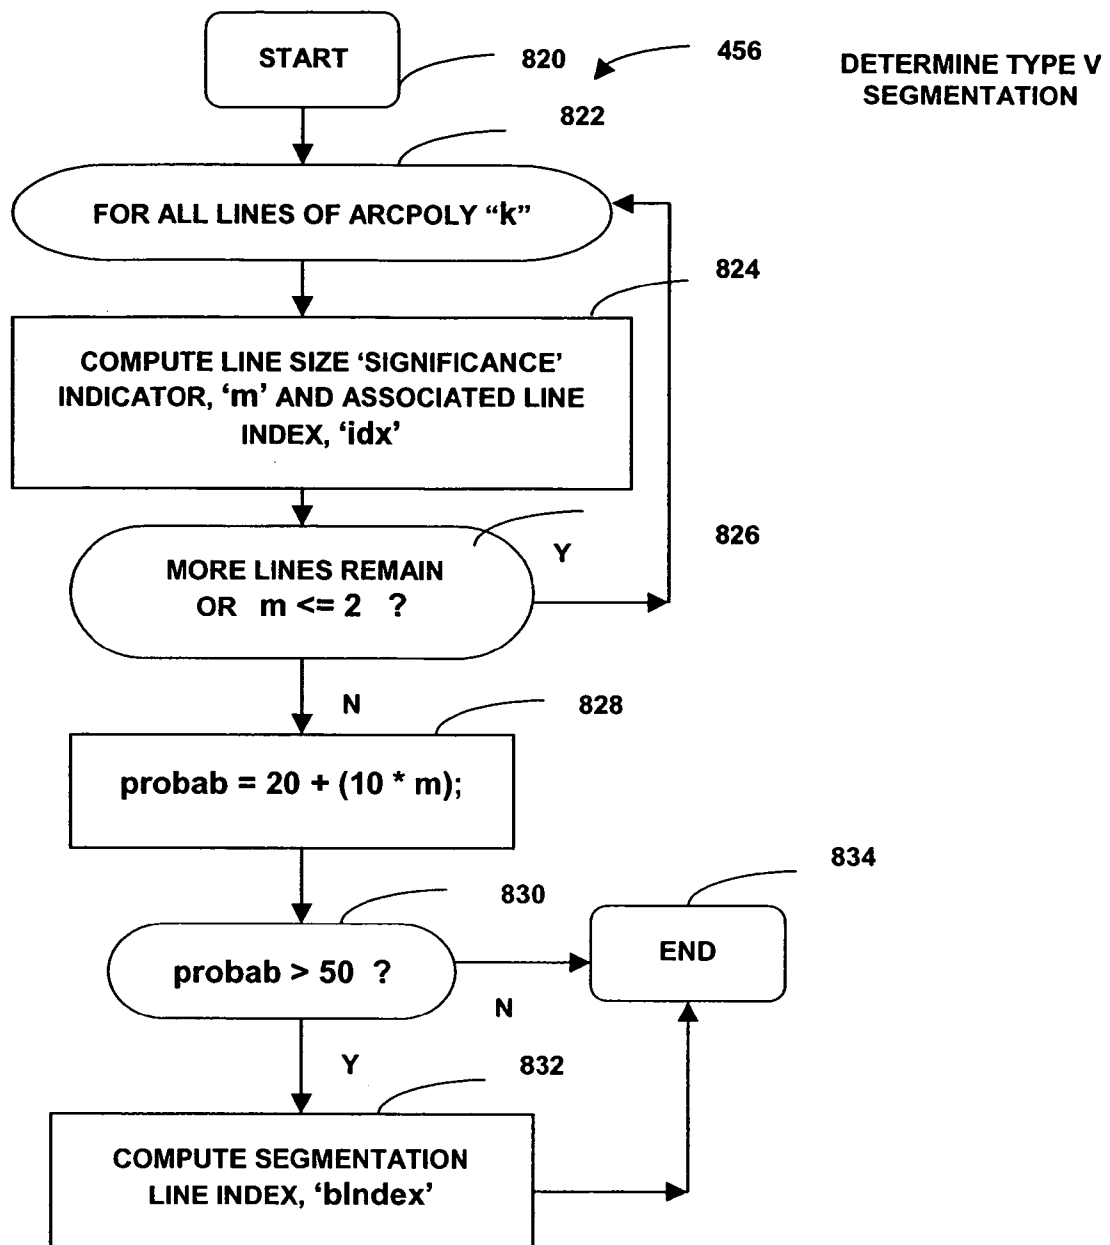 START
820
456
DETERMINE TYPE V
SEGMENTATION
822
FOR ALL LINES OF ARCPOLY "k"
824
COMPUTE LINE SIZE ‘SIGNIFICANCE’
INDICATOR, ‘m’ AND ASSOCIATED LINE
INDEX, ‘idx’
826
MORE LINES REMAIN
OR m <= 2 ?
Y
N
828
probab = 20 + (10 * m);
830
834
probab > 50 ?
END
N
Y
832
COMPUTE SEGMENTATION
LINE INDEX, ‘bIndex’